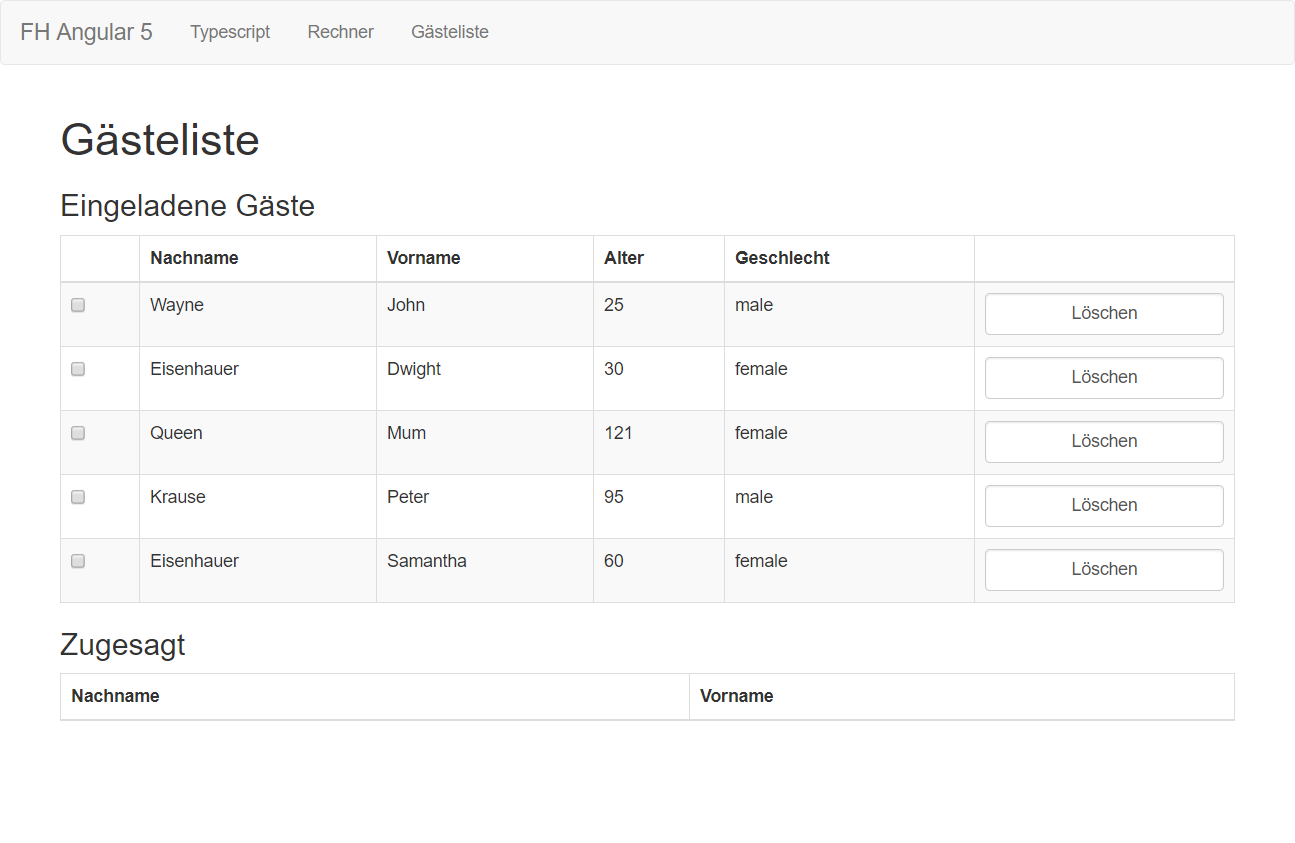 FH Angular 5 Typescript Rechner Gästeliste
Gästeliste
Eingeladene Gäste
Nachname Vorname Alter Geschlecht
Wayne John 25 male Löschen
Eisenhauer Dwight 30 female Löschen
Queen Mum 121 female Löschen
Krause Peter 95 male Löschen
Eisenhauer Samantha 60 female Löschen
Zugesagt
Nachname Vorname